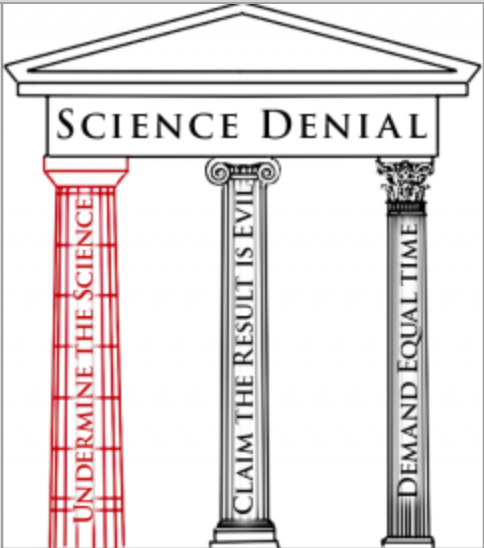 SCIENCE DENIAL
UNDERMINE THE SCIENCE
CLAIM THE RESULT IS EVIL
DEMAND EQUAL TIME